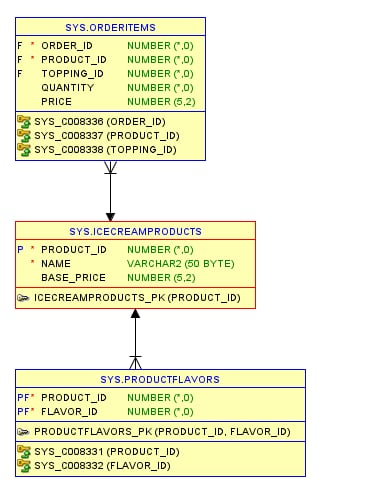 SYS.ORDERITEMS
F * ORDER_ID NUMBER (*,0)
F * PRODUCT_ID NUMBER (*,0)
F TOPPING_ID NUMBER (*,0)
QUANTITY NUMBER (*,0)
PRICE NUMBER (5,2)
SYS_C008336 (ORDER_ID)
SYS_C008337 (PRODUCT_ID)
SYS_C008338 (TOPPING_ID)
SYS.ICECREAMPRODUCTS
P * PRODUCT_ID NUMBER (*,0)
* NAME VARCHAR2 (50 BYTE)
BASE_PRICE NUMBER (5,2)
ICECREAMPRODUCTS_PK (PRODUCT_ID)
SYS.PRODUCTFLAVORS
PF* PRODUCT_ID NUMBER (*,0)
PF* FLAVOR_ID NUMBER (*,0)
PRODUCTFLAVORS_PK (PRODUCT_ID, FLAVOR_ID)
SYS_C008331 (PRODUCT_ID)
SYS_C008332 (FLAVOR_ID)